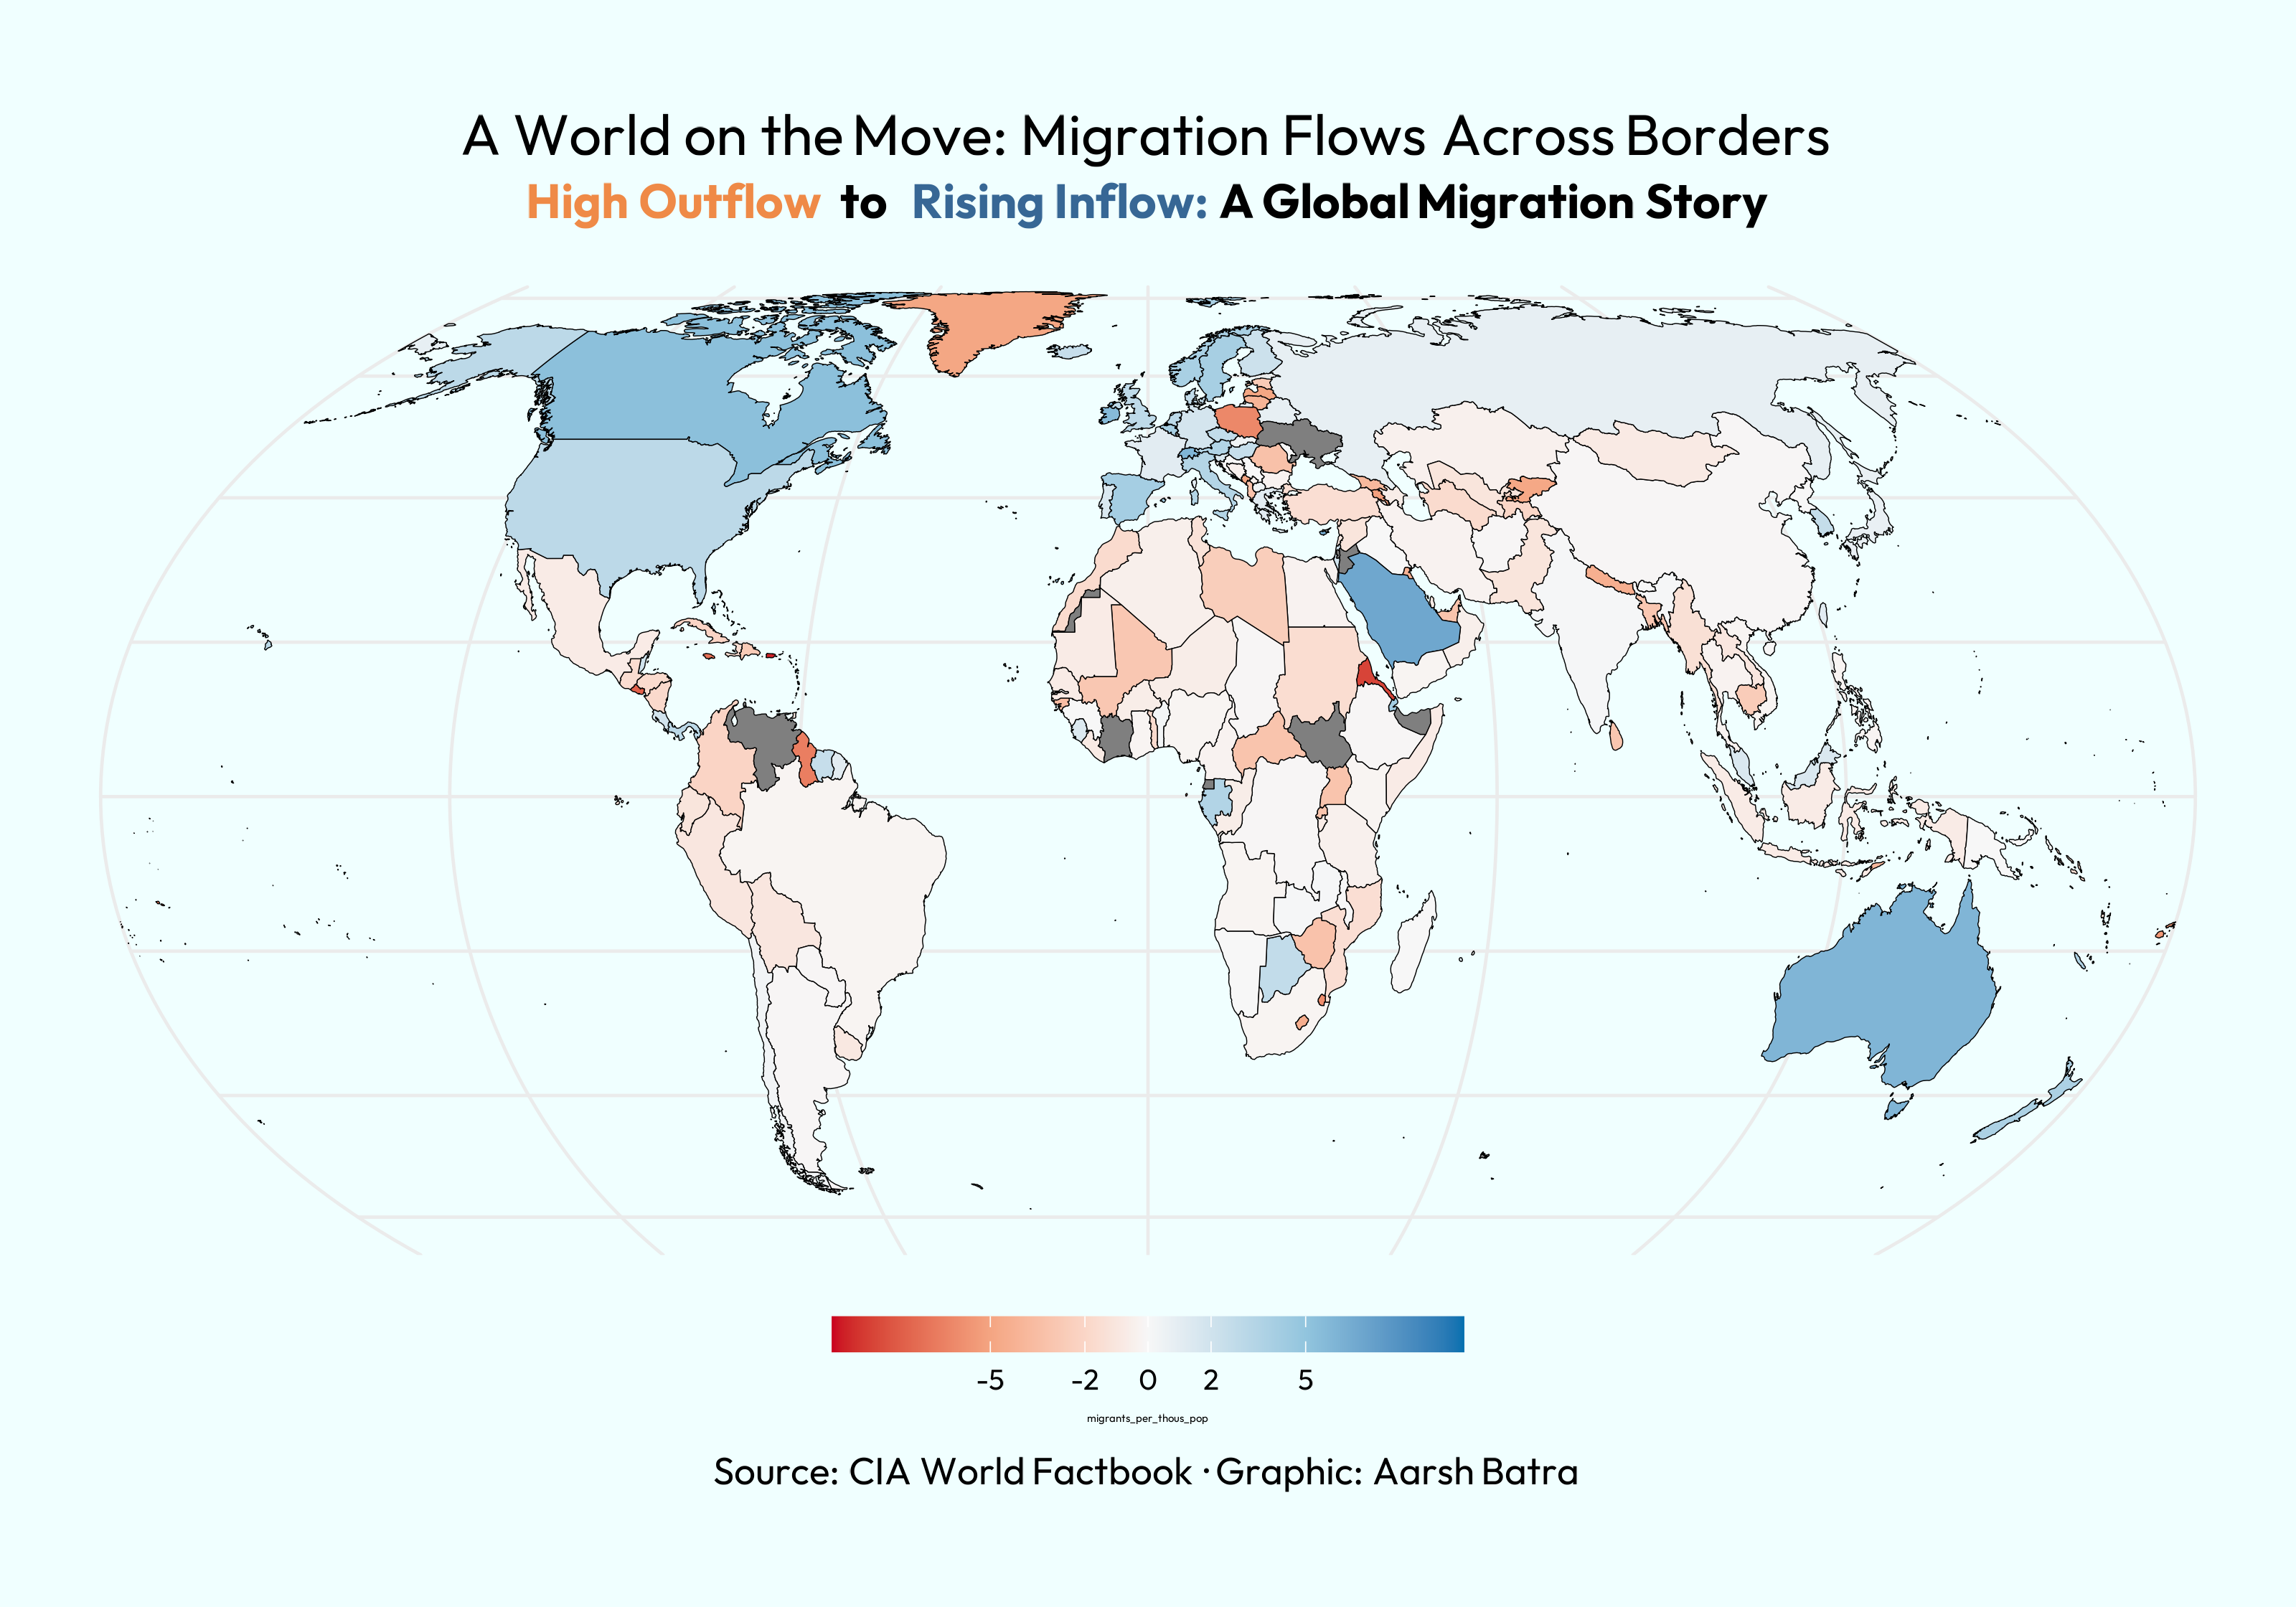 A World on the Move: Migration Flows Across Borders
High Outflow to Rising Inflow: A Global Migration Story
-5 -2 0 2 5
migrants_per_thous_pop
Source: CIA World Factbook · Graphic: Aarsh Batra